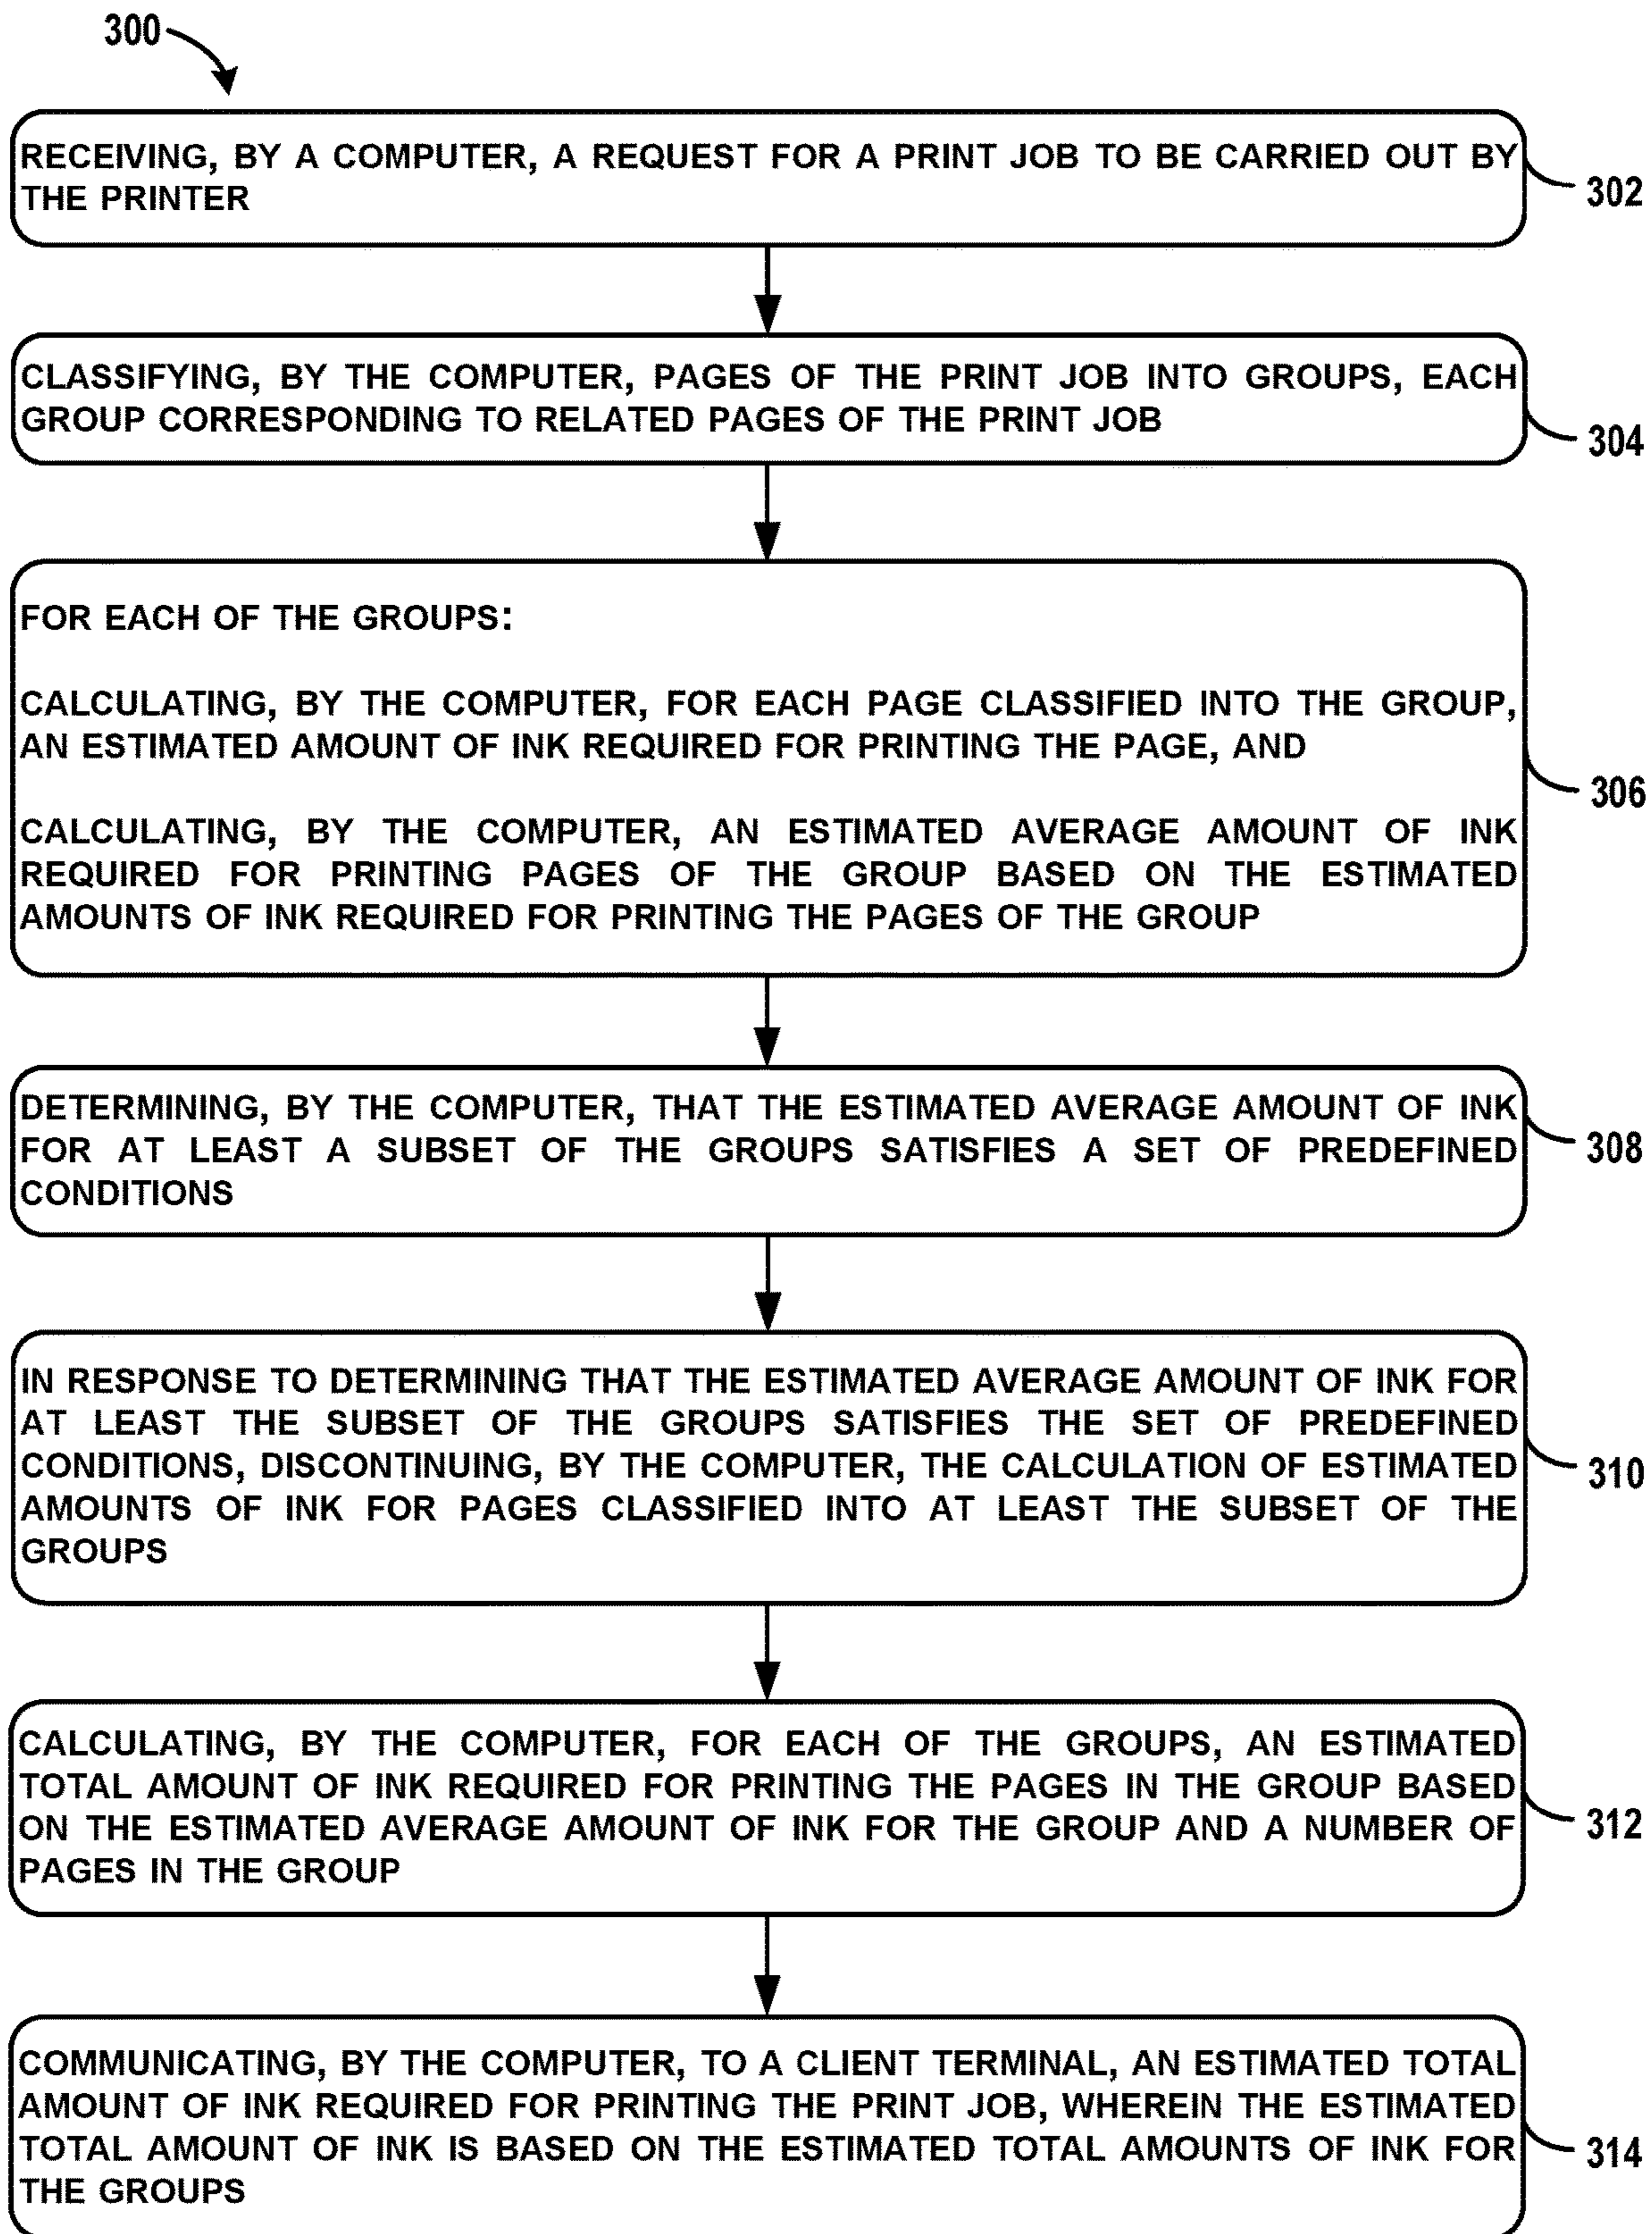 300
RECEIVING, BY A COMPUTER, A REQUEST FOR A PRINT JOB TO BE CARRIED OUT BY
THE PRINTER
302
CLASSIFYING, BY THE COMPUTER, PAGES OF THE PRINT JOB INTO GROUPS, EACH
GROUP CORRESPONDING TO RELATED PAGES OF THE PRINT JOB
304
FOR EACH OF THE GROUPS:
CALCULATING, BY THE COMPUTER, FOR EACH PAGE CLASSIFIED INTO THE GROUP,
AN ESTIMATED AMOUNT OF INK REQUIRED FOR PRINTING THE PAGE, AND
CALCULATING, BY THE COMPUTER, AN ESTIMATED AVERAGE AMOUNT OF INK
REQUIRED FOR PRINTING PAGES OF THE GROUP BASED ON THE ESTIMATED
AMOUNTS OF INK REQUIRED FOR PRINTING THE PAGES OF THE GROUP
306
DETERMINING, BY THE COMPUTER, THAT THE ESTIMATED AVERAGE AMOUNT OF INK
FOR AT LEAST A SUBSET OF THE GROUPS SATISFIES A SET OF PREDEFINED
CONDITIONS
308
IN RESPONSE TO DETERMINING THAT THE ESTIMATED AVERAGE AMOUNT OF INK FOR
AT LEAST THE SUBSET OF THE GROUPS SATISFIES THE SET OF PREDEFINED
CONDITIONS, DISCONTINUING, BY THE COMPUTER, THE CALCULATION OF ESTIMATED
AMOUNTS OF INK FOR PAGES CLASSIFIED INTO AT LEAST THE SUBSET OF THE
GROUPS
310
CALCULATING, BY THE COMPUTER, FOR EACH OF THE GROUPS, AN ESTIMATED
TOTAL AMOUNT OF INK REQUIRED FOR PRINTING THE PAGES IN THE GROUP BASED
ON THE ESTIMATED AVERAGE AMOUNT OF INK FOR THE GROUP AND A NUMBER OF
PAGES IN THE GROUP
312
COMMUNICATING, BY THE COMPUTER, TO A CLIENT TERMINAL, AN ESTIMATED TOTAL
AMOUNT OF INK REQUIRED FOR PRINTING THE PRINT JOB, WHEREIN THE ESTIMATED
TOTAL AMOUNT OF INK IS BASED ON THE ESTIMATED TOTAL AMOUNTS OF INK FOR
THE GROUPS
314